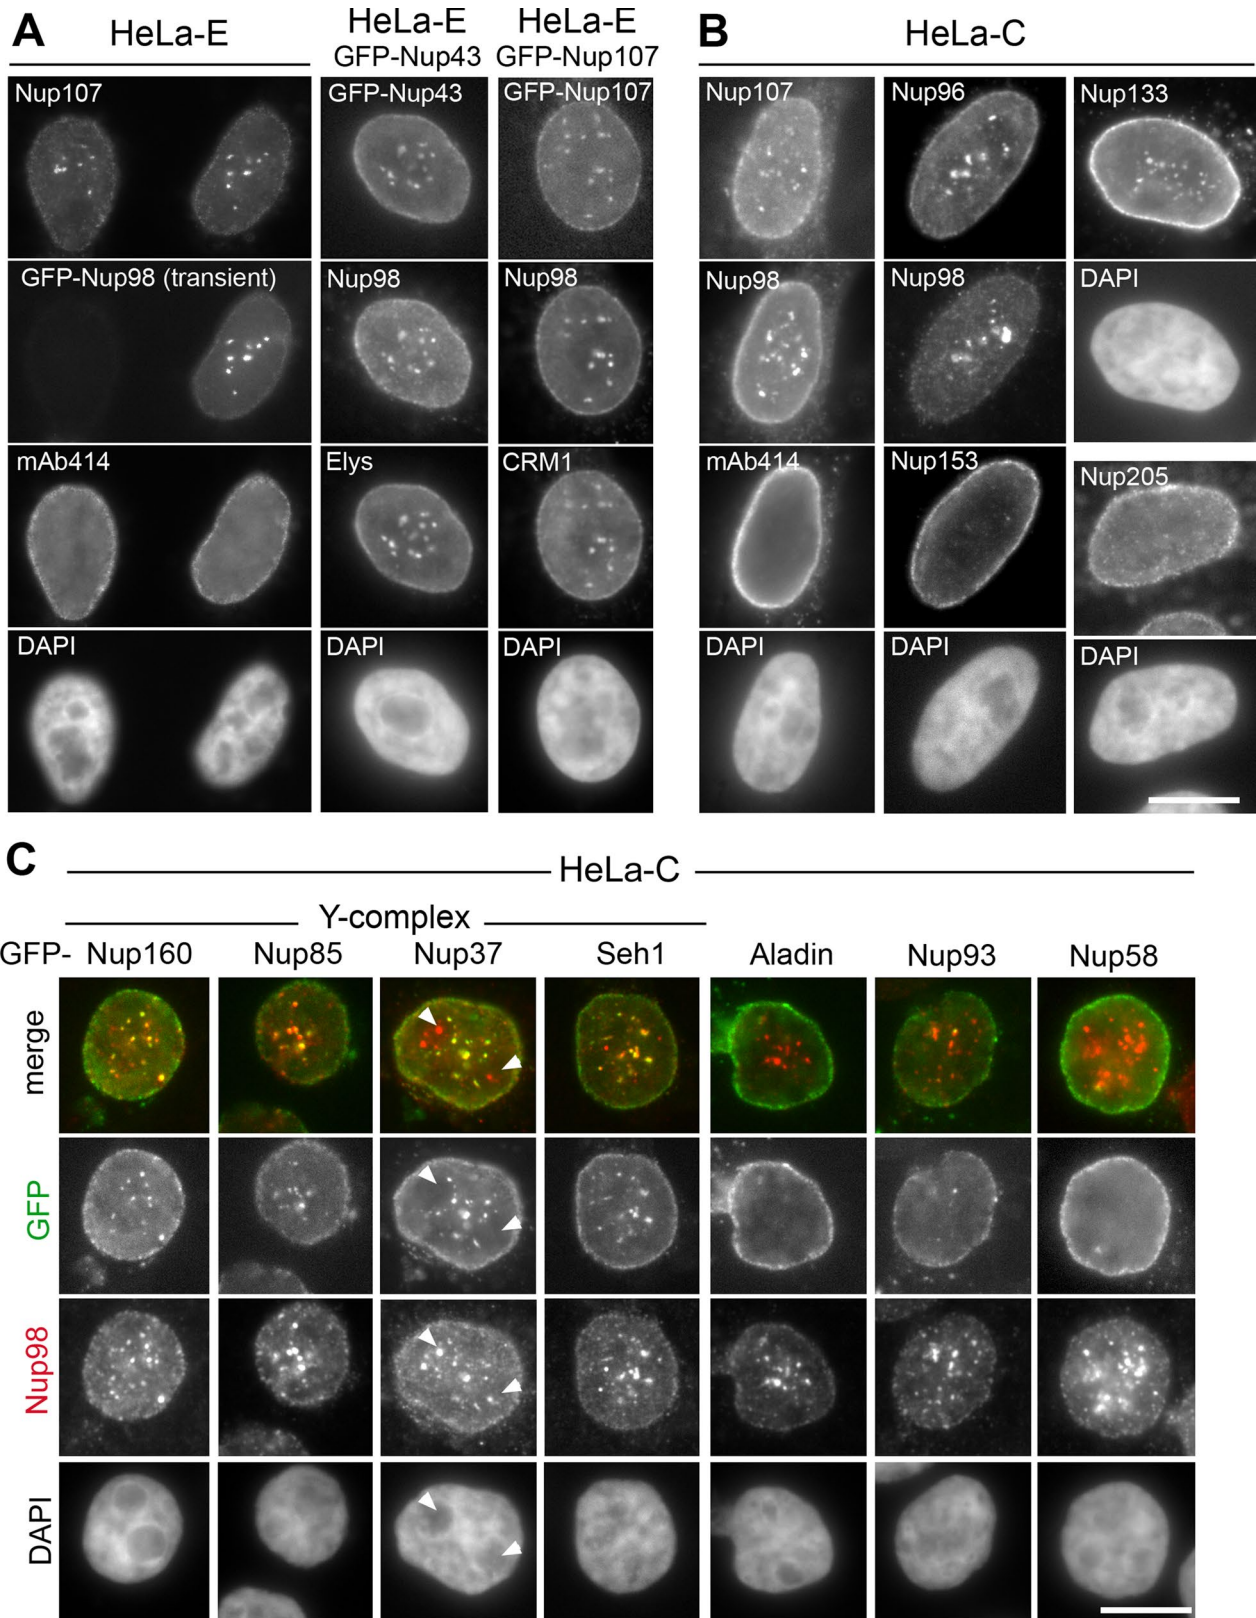 A
HeLa-E
HeLa-E
GFP-Nup43
HeLa-E
GFP-Nup107
B
HeLa-C
Nup107
GFP-Nup43
GFP-Nup107
Nup107
Nup96
Nup133
GFP-Nup98 (transient)
Nup98
Nup98
Nup98
Nup98
DAPI
mAb414
Elys
CRM1
mAb414
Nup153
Nup205
DAPI
DAPI
DAPI
DAPI
DAPI
DAPI
C
HeLa-C
Y-complex
GFP- Nup160 Nup85 Nup37 Seh1 Aladin Nup93 Nup58
merge
GFP
Nup98
DAPI